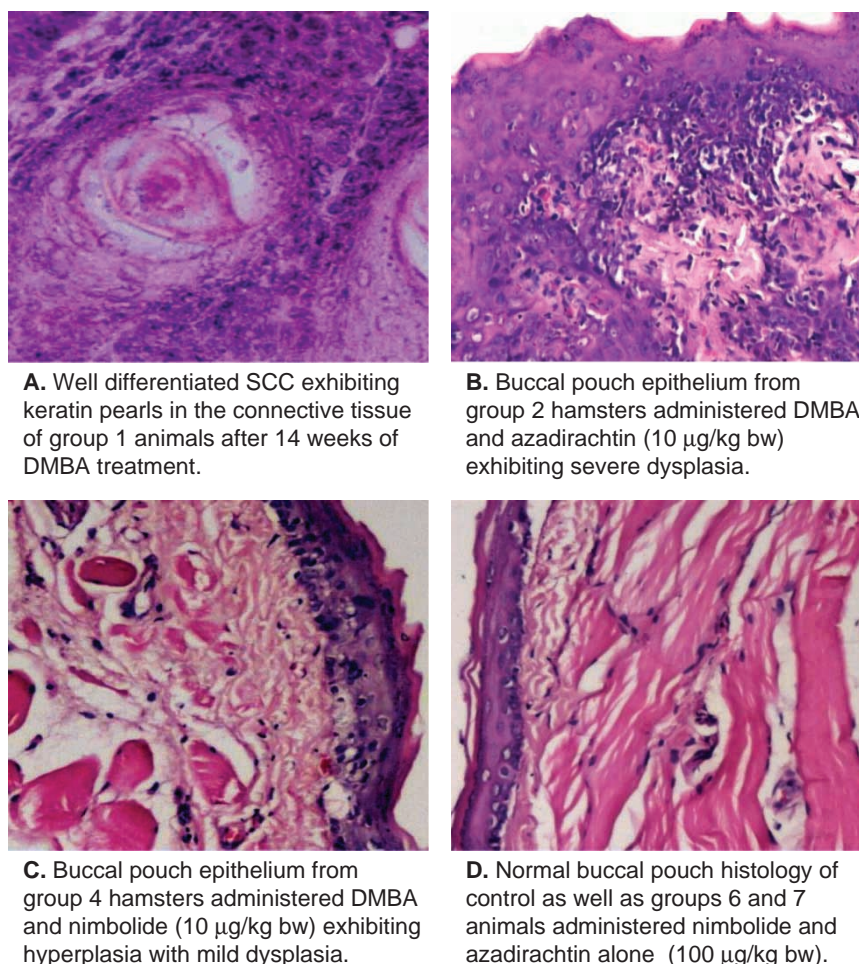 A. Well differentiated SCC exhibiting
keratin pearls in the connective tissue
of group 1 animals after 14 weeks of
DMBA treatment.
B. Buccal pouch epithelium from
group 2 hamsters administered DMBA
and azadirachtin (10 μg/kg bw)
exhibiting severe dysplasia.
C. Buccal pouch epithelium from
group 4 hamsters administered DMBA
and nimbolide (10 μg/kg bw) exhibiting
hyperplasia with mild dysplasia.
D. Normal buccal pouch histology of
control as well as groups 6 and 7
animals administered nimbolide and
azadirachtin alone (100 μg/kg bw).